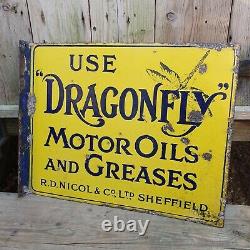 USE
"DRAGONFLY"
MOTOR OILS
AND GREASES
R.D. NICOL & CO. LTD SHEFFIELD.